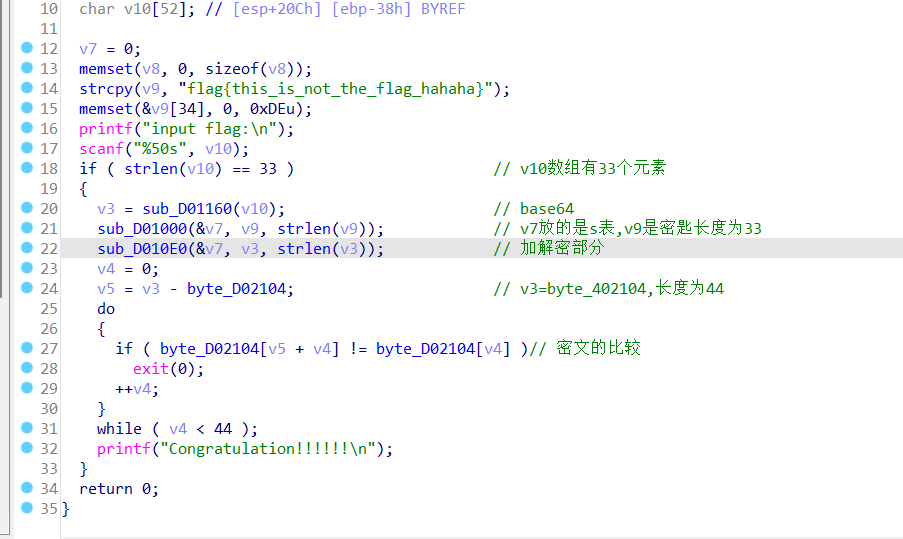 10 char v10[52]; // [esp+20Ch] [ebp-38h] BYREF
11
12 v7 = 0;
13 memset(v8, 0, sizeof(v8));
14 strcpy(v9, "flag{this_is_not_the_flag_hahaha}");
15 memset(&v9[34], 0, 0xDEu);
16 printf("input flag:\n");
17 scanf("%50s", v10);
18 if ( strlen(v10) == 33 ) // v10数组有33个元素
19 {
20 v3 = sub_D01160(v10); // base64
21 sub_D01000(&v7, v9, strlen(v9)); // v7放的是s表,v9是密匙长度为33
22 sub_D010E0(&v7, v3, strlen(v3)); // 加解密部分
23 v4 = 0;
24 v5 = v3 - byte_D02104; // v3=byte_402104,长度为44
25 do
26 {
27 if ( byte_D02104[v5 + v4] != byte_D02104[v4] )// 密文的比较
28 exit(0);
29 ++v4;
30 }
31 while ( v4 < 44 );
32 printf("Congratulation!!!!!!\n");
33 }
34 return 0;
35 }